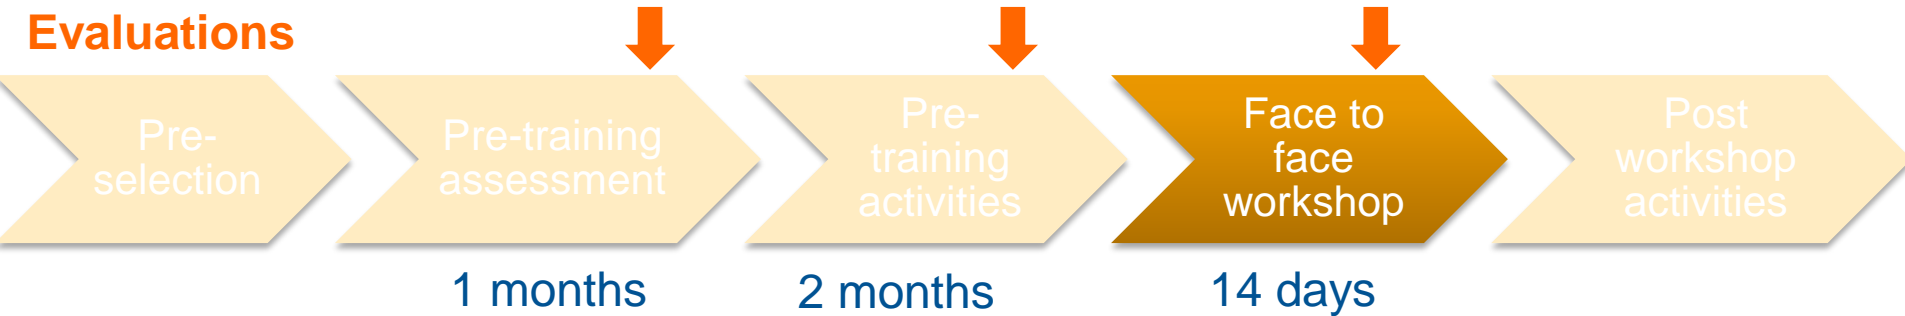 Evaluations
Pre-
selection
Pre-training
assessment
Pre-
training
activities
Face to
face
workshop
Post
workshop
activities
1 months
2 months
14 days